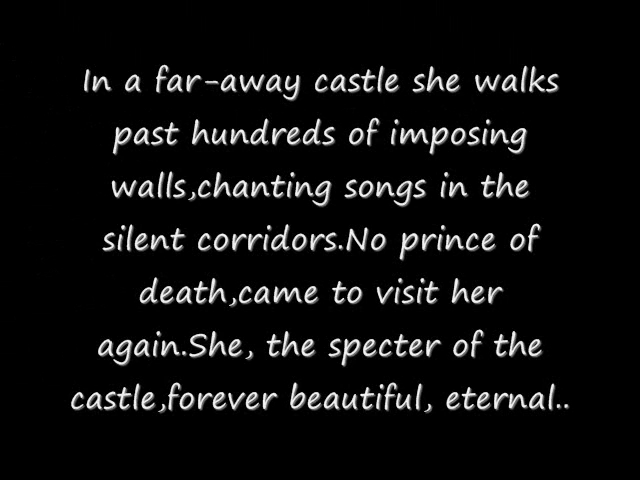 In a far-away castle she walks
past hundreds of imposing
walls,chanting songs in the
silent corridors.No prince of
death,came to visit her
again.She, the specter of the
castle,forever beautiful, eternal..